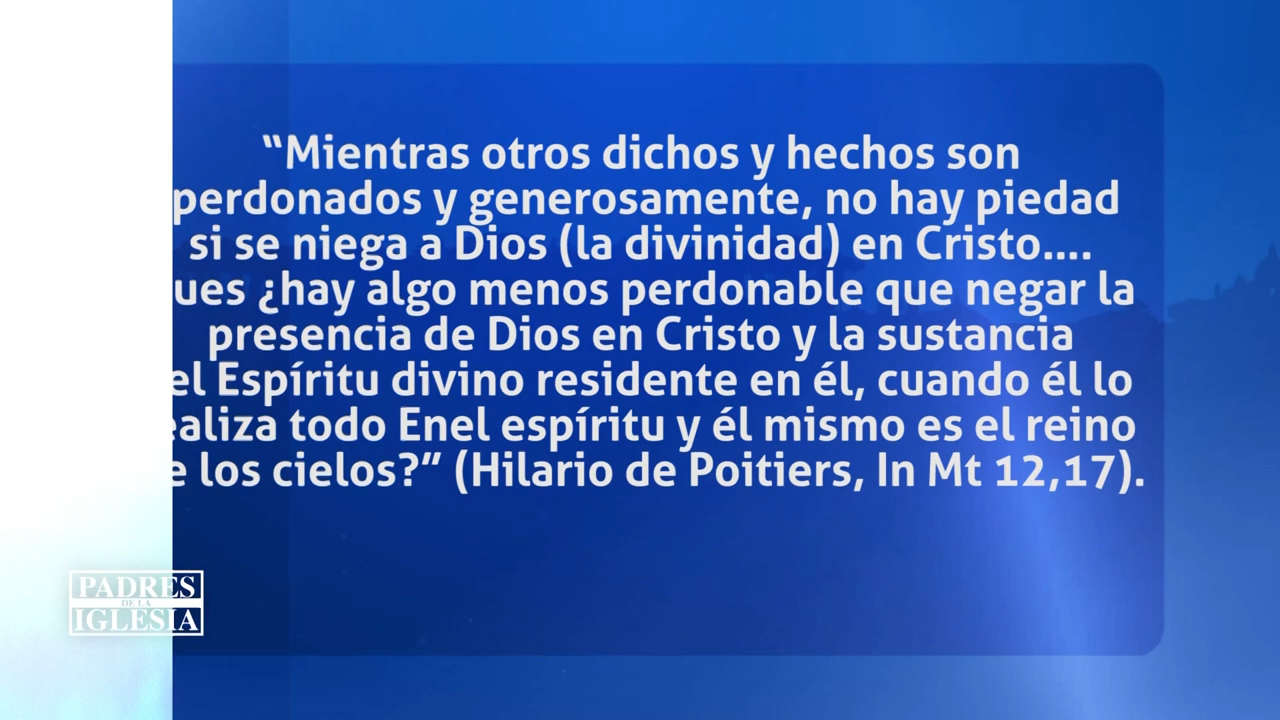 “Mientras otros dichos y hechos son
perdonados y generosamente, no hay piedad
si se niega a Dios (la divinidad) en Cristo....
ues ¿hay algo menos perdonable que negar la
presencia de Dios en Cristo y la sustancia
el Espíritu divino residente en él, cuando él lo
ealiza todo Enel espíritu y él mismo es el reino
e los cielos?” (Hilario de Poitiers, In Mt 12,17).
PADRES
DE LA
IGLESIA